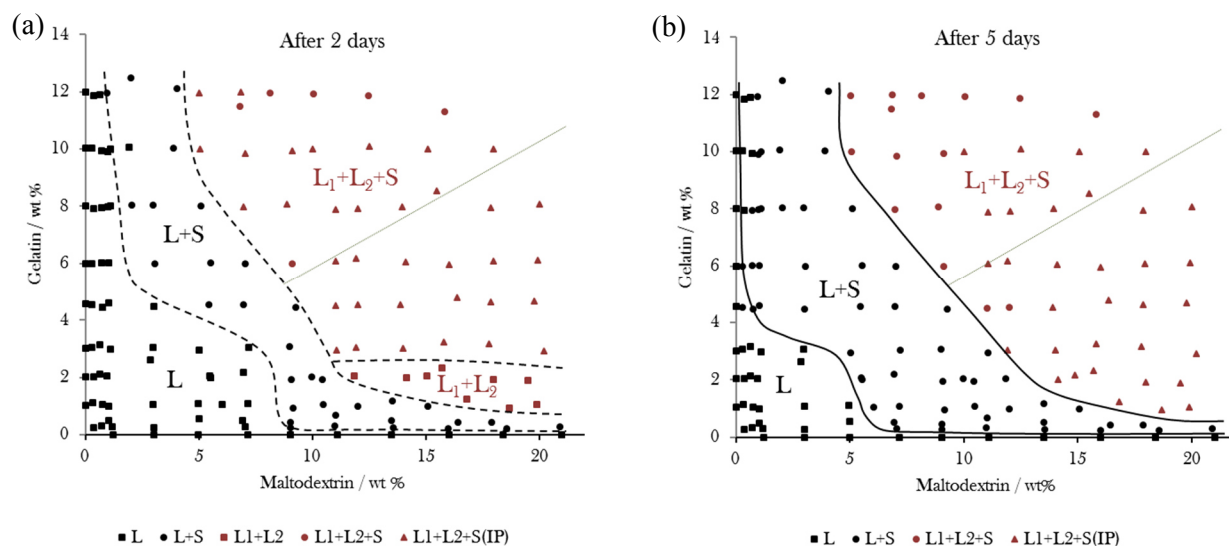 (a)
After 2 days
14
12
10
8
6
4
2
0
Gelatin / wt %
L₁+L₂+S
L+S
L
L₁+L₂
0 5 10 15 20
Maltodextrin / wt %
L L+S L1+L2 L1+L2+S L1+L2+S(IP)
(b)
After 5 days
14
12
10
8
6
4
2
0
Gelatin / wt %
L₁+L₂+S
L+S
L
0 5 10 15 20
Maltodextrin / wt%
L L+S L1+L2+S L1+L2+S(IP)